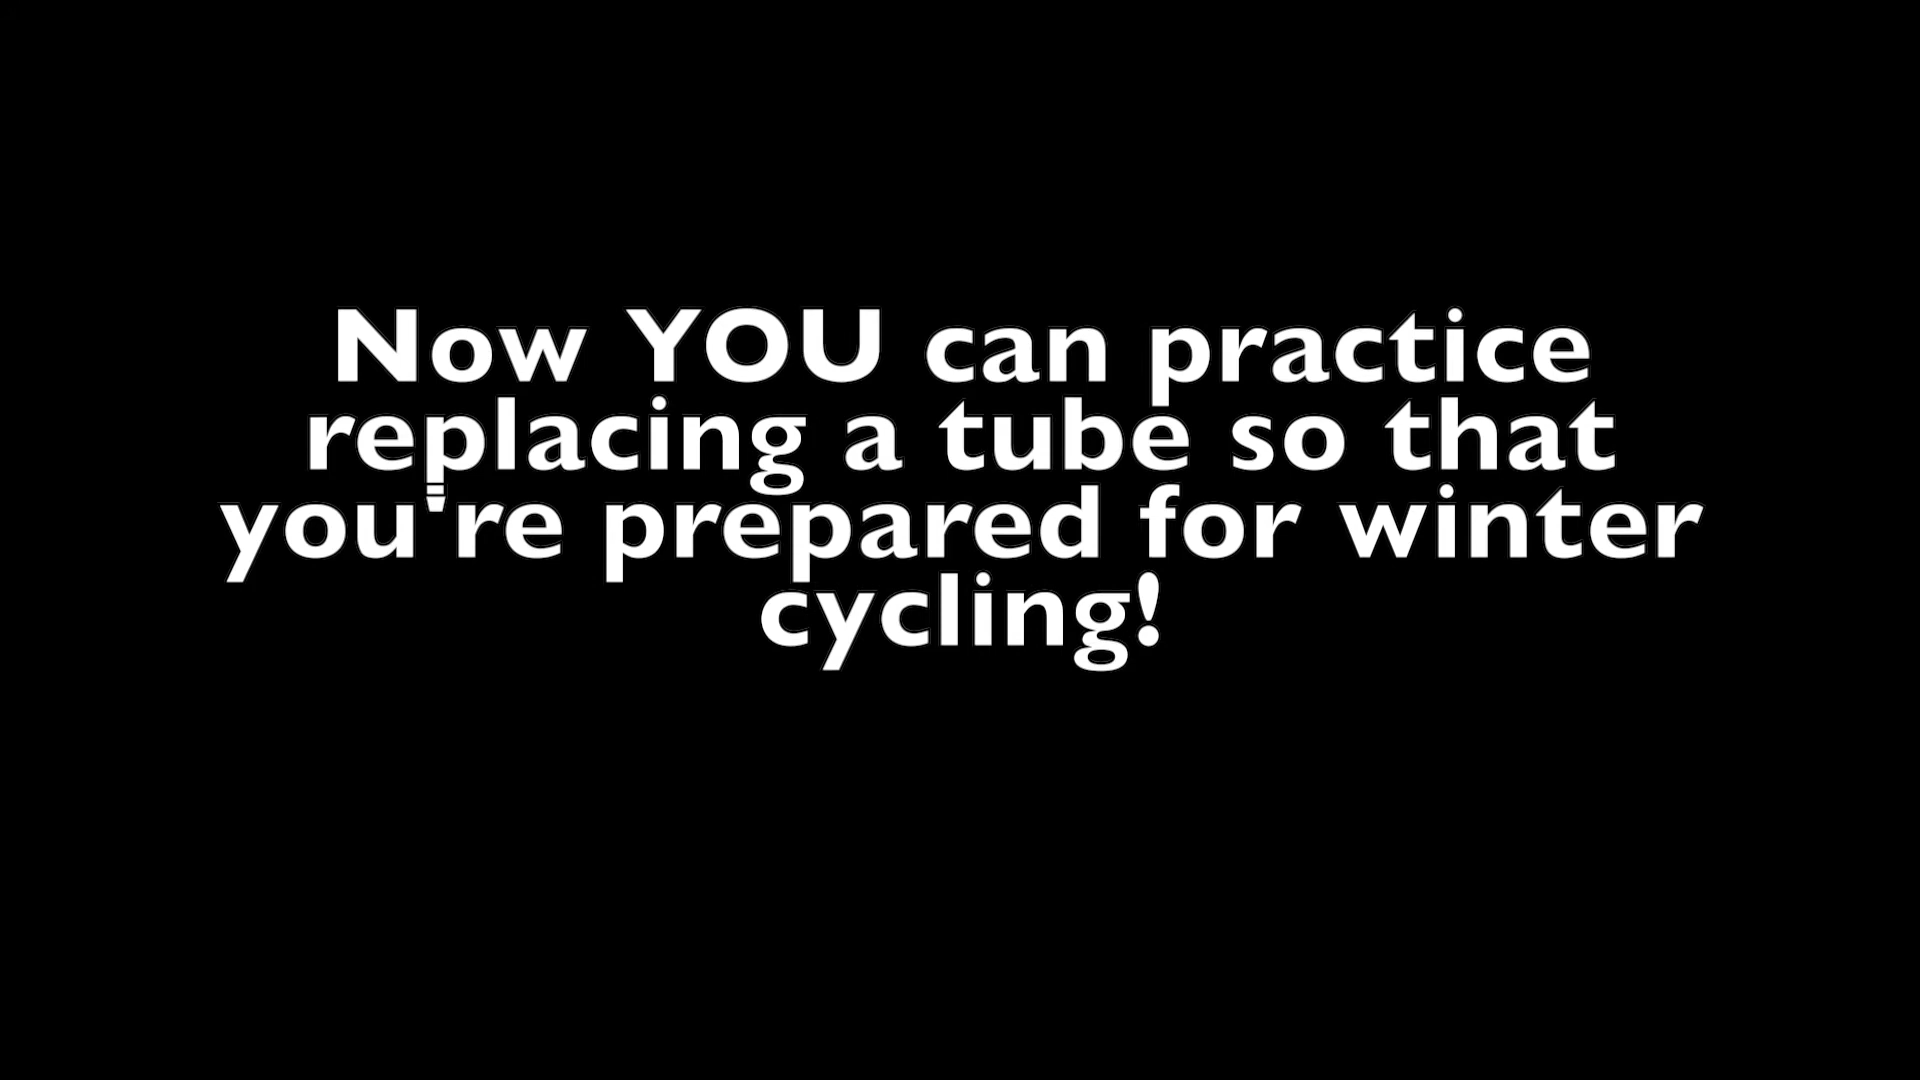 Now YOU can practice
replacing a tube so that
you're prepared for winter
cycling!